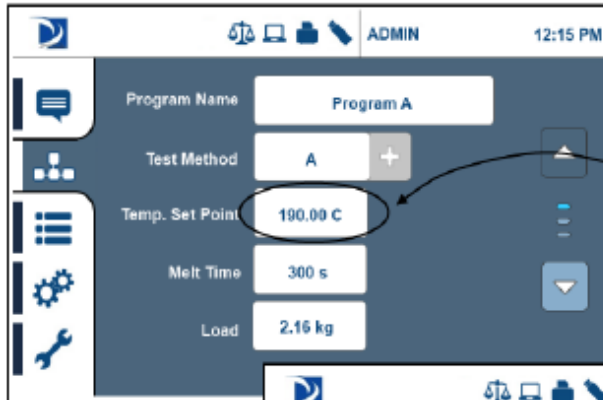 ADMIN 12:15 PM
Program Name Program A
Test Method A +
Temp. Set Point 190.00 C
Melt Time 300 s
Load 2.16 kg